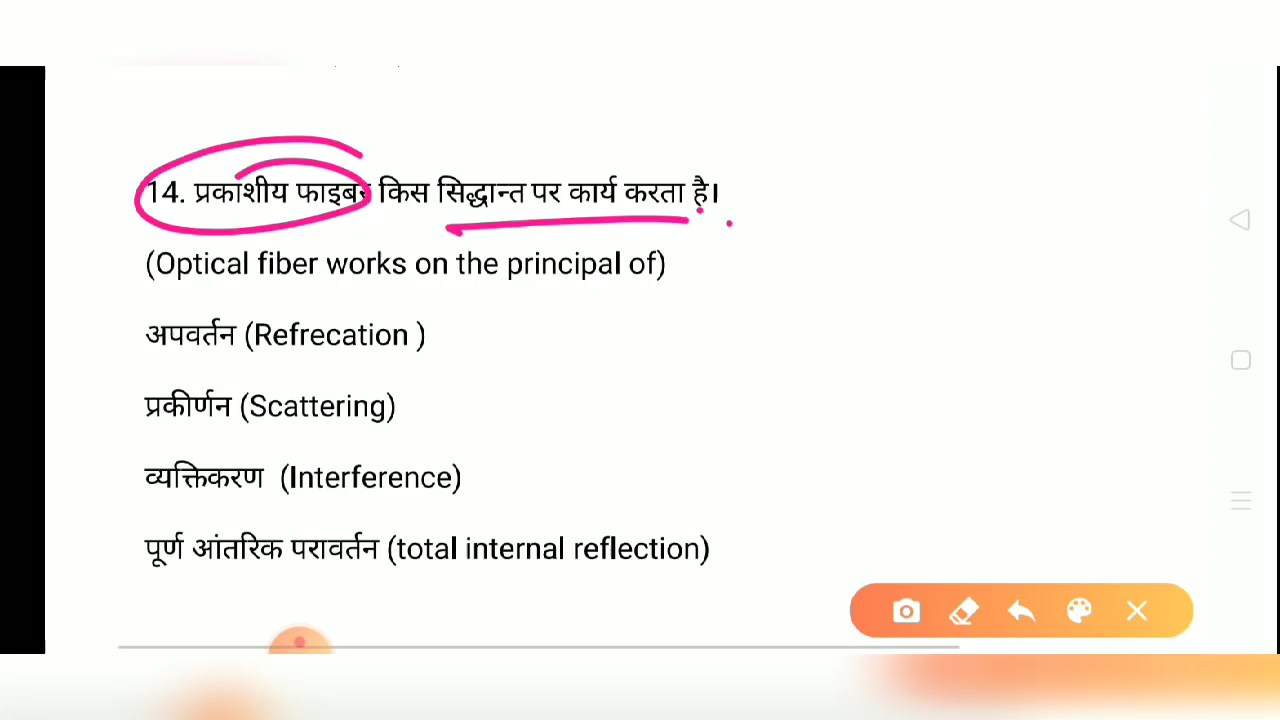 14. प्रकाशीय फाइबर किस सिद्धान्त पर कार्य करता है।
(Optical fiber works on the principal of)
अपवर्तन (Refrecation )
प्रकीर्णन (Scattering)
व्यक्तिकरण (Interference)
पूर्ण आंतरिक परावर्तन (total internal reflection)